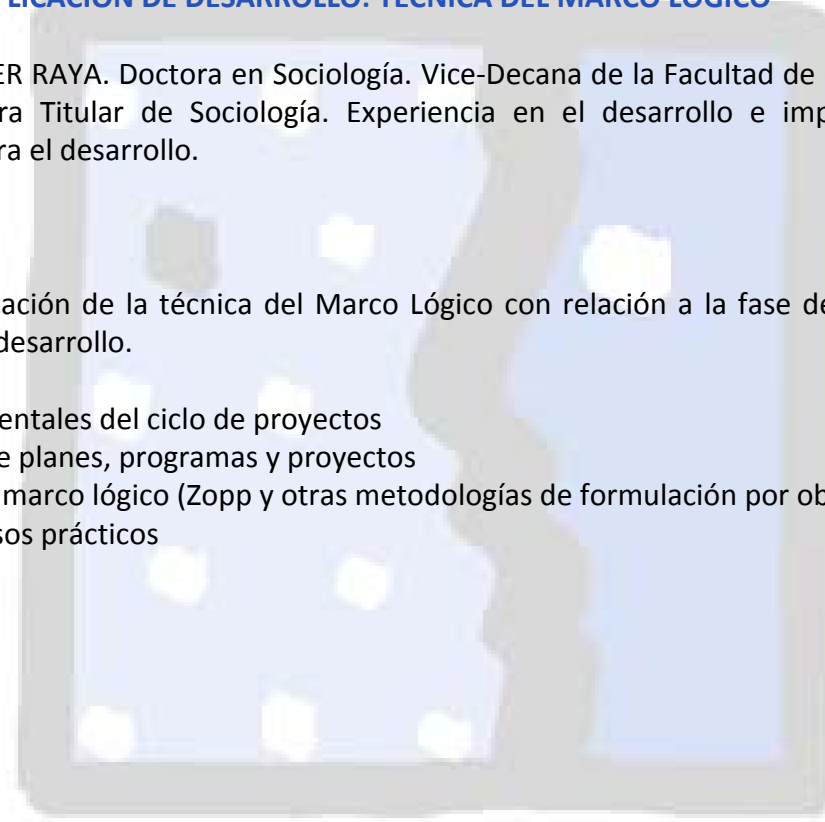 LICACIÓN DE DESARROLLO: TÉCNICA DEL MARCO LÓGICO
ER RAYA. Doctora en Sociología. Vice-Decana de la Facultad de
ra Titular de Sociología. Experiencia en el desarrollo e imp
ra el desarrollo.
ación de la técnica del Marco Lógico con relación a la fase de
desarrollo.
entales del ciclo de proyectos
e planes, programas y proyectos
marco lógico (Zopp y otras metodologías de formulación por ob
sos prácticos